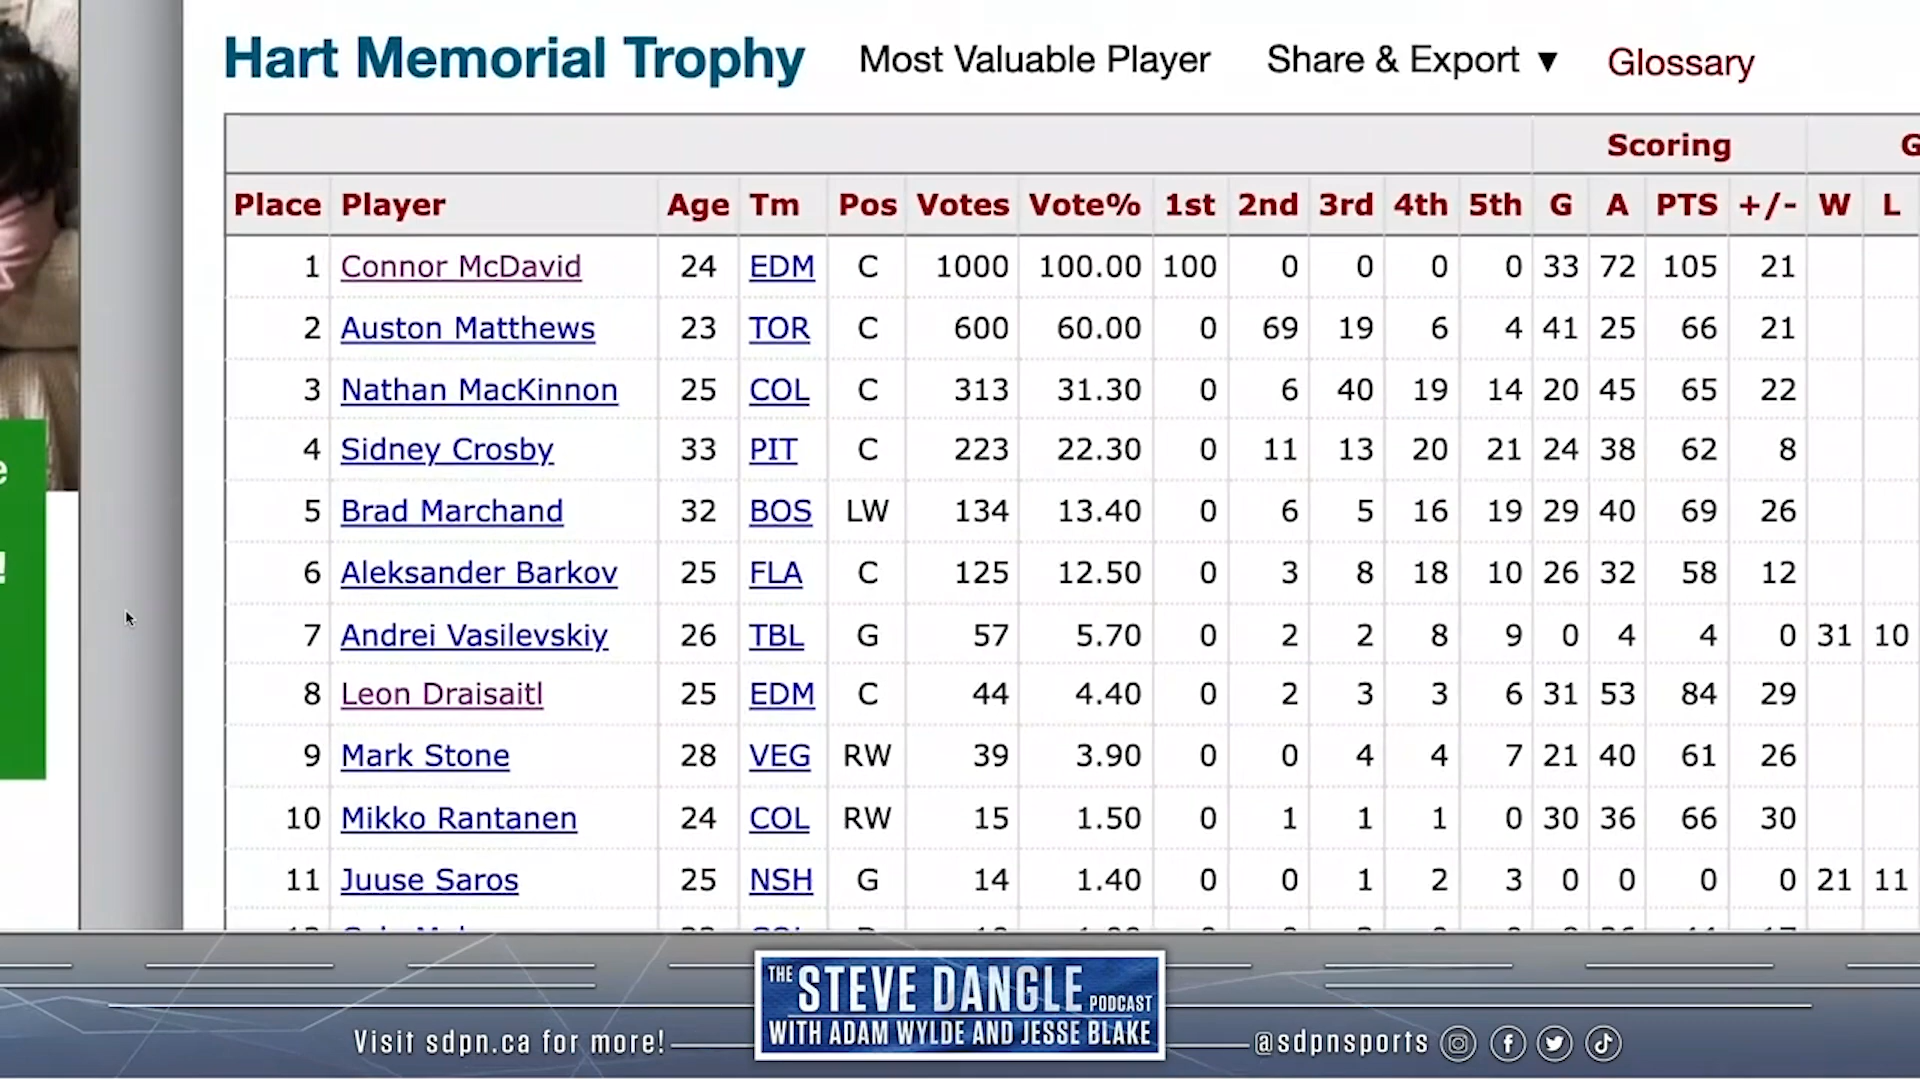 Hart Memorial Trophy Most Valuable Player Share & Export ▼ Glossary
Scoring G
Place Player Age Tm Pos Votes Vote% 1st 2nd 3rd 4th 5th G A PTS +/- W L
1 Connor McDavid 24 EDM C 1000 100.00 100 0 0 0 0 33 72 105 21
2 Auston Matthews 23 TOR C 600 60.00 0 69 19 6 4 41 25 66 21
3 Nathan MacKinnon 25 COL C 313 31.30 0 6 40 19 14 20 45 65 22
4 Sidney Crosby 33 PIT C 223 22.30 0 11 13 20 21 24 38 62 8
5 Brad Marchand 32 BOS LW 134 13.40 0 6 5 16 19 29 40 69 26
6 Aleksander Barkov 25 FLA C 125 12.50 0 3 8 18 10 26 32 58 12
7 Andrei Vasilevskiy 26 TBL G 57 5.70 0 2 2 8 9 0 4 4 0 31 10
8 Leon Draisaitl 25 EDM C 44 4.40 0 2 3 3 6 31 53 84 29
9 Mark Stone 28 VEG RW 39 3.90 0 0 4 4 7 21 40 61 26
10 Mikko Rantanen 24 COL RW 15 1.50 0 1 1 1 0 30 36 66 30
11 Juuse Saros 25 NSH G 14 1.40 0 0 1 2 3 0 0 0 0 21 11
e
!
THE STEVE DANGLE PODCAST
WITH ADAM WYLDE AND JESSE BLAKE
Visit sdpn.ca for more!
@sdpnsports